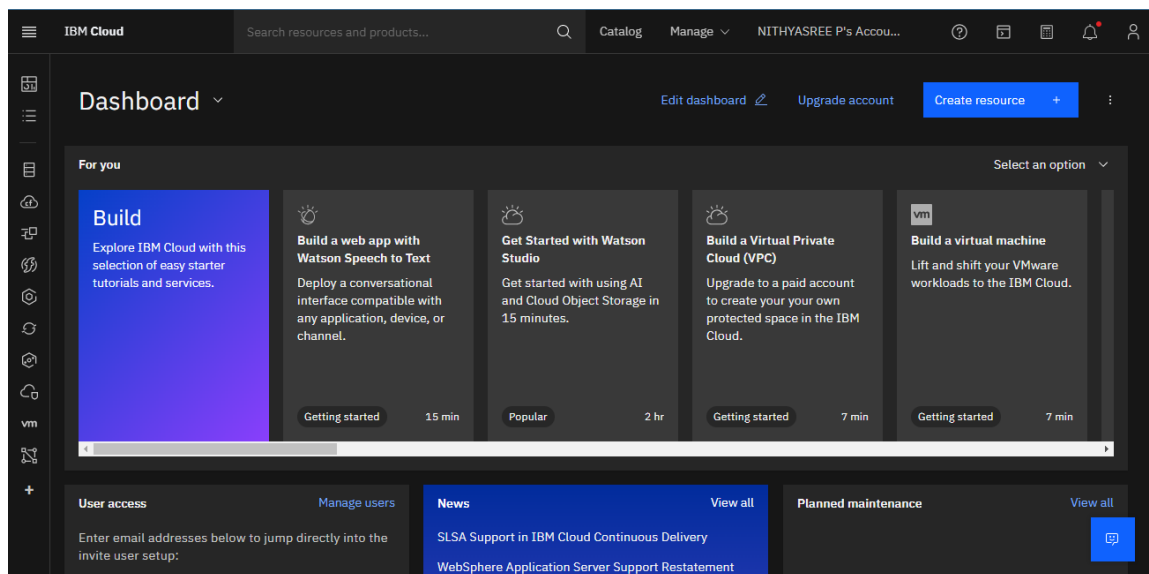 IBM Cloud
Search resources and products...
Catalog
Manage
NITHYASREE P's Accou...
Dashboard
Edit dashboard
Upgrade account
Create resource +
For you
Select an option
Build
Explore IBM Cloud with this
selection of easy starter
tutorials and services.
Build a web app with
Watson Speech to Text
Deploy a conversational
interface compatible with
any application, device, or
channel.
Getting started
15 min
Get Started with Watson
Studio
Get started with using AI
and Cloud Object Storage in
15 minutes.
Popular
2 hr
Build a Virtual Private
Cloud (VPC)
Upgrade to a paid account
to create your your own
protected space in the IBM
Cloud.
Getting started
7 min
vm
Build a virtual machine
Lift and shift your VMware
workloads to the IBM Cloud.
Getting started
7 min
vm
User access
Manage users
Enter email addresses below to jump directly into the
invite user setup:
News
View all
SLSA Support in IBM Cloud Continuous Delivery
WebSphere Application Server Support Restatement
Planned maintenance
View all